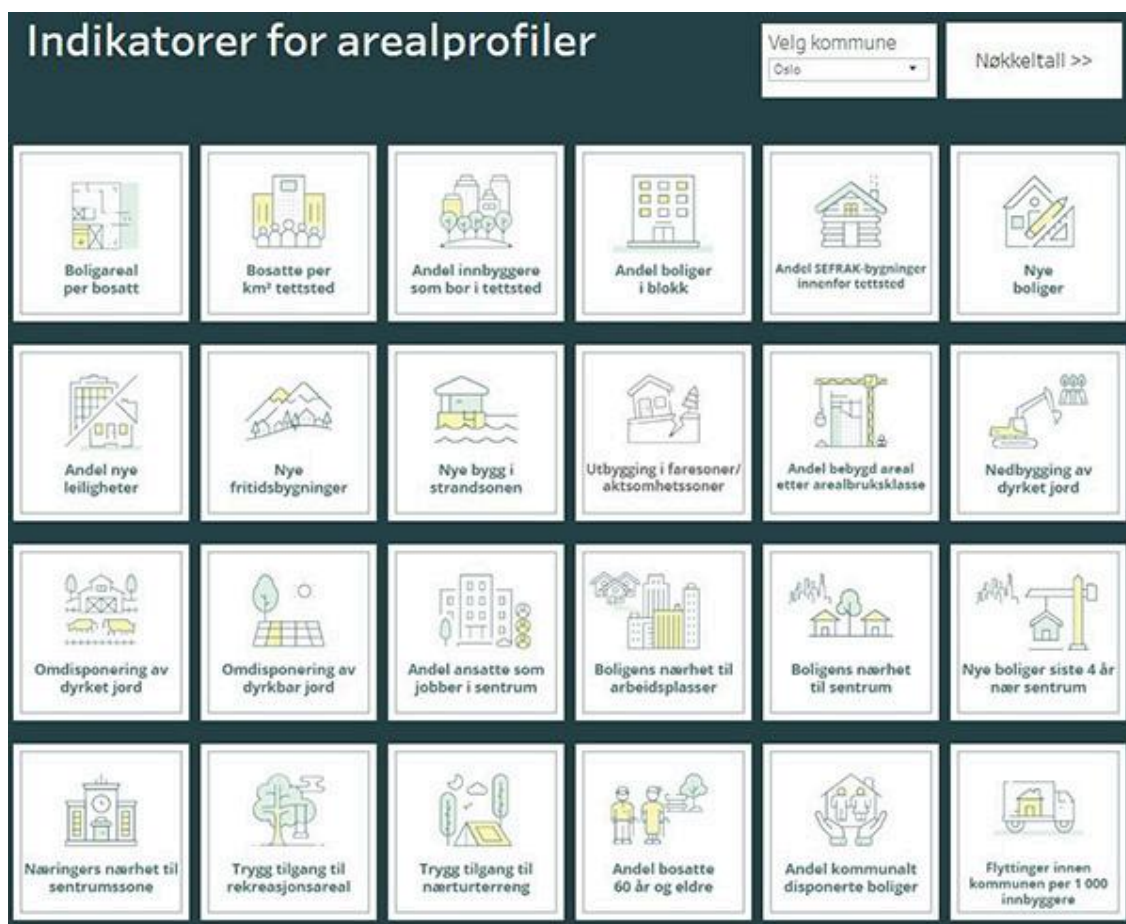 Indikatorer for arealprofiler
Velg kommune
Oslo
Nøkkeltall >>
Boligareal
per bosatt
Bosatte per
km² tettsted
Andel innbyggere
som bor i tettsted
Andel boliger
i blokk
Andel SEFRAK-bygninger
innenfor tettsted
Nye
boliger
Andel nye
leiligheter
Nye
fritidsbygninger
Nye bygg i
strandsonen
Utbygging i faresoner/
aktsomhetssoner
Andel bebygd areal
etter arealbruksklasse
Nedbygging av
dyrket jord
Omdisponering av
dyrket jord
Omdisponering av
dyrkbar jord
Andel ansatte som
jobber i sentrum
Boligens nærhet til
arbeidsplasser
Boligens nærhet
til sentrum
Nye boliger siste 4 år
nær sentrum
Næringers nærhet til
sentrumssone
Trygg tilgang til
rekreasjonsareal
Trygg tilgang til
nærturterreng
Andel bosatte
60 år og eldre
Andel kommunalt
disponerte boliger
Flyttinger innen
kommunen per 1 000
innbyggere